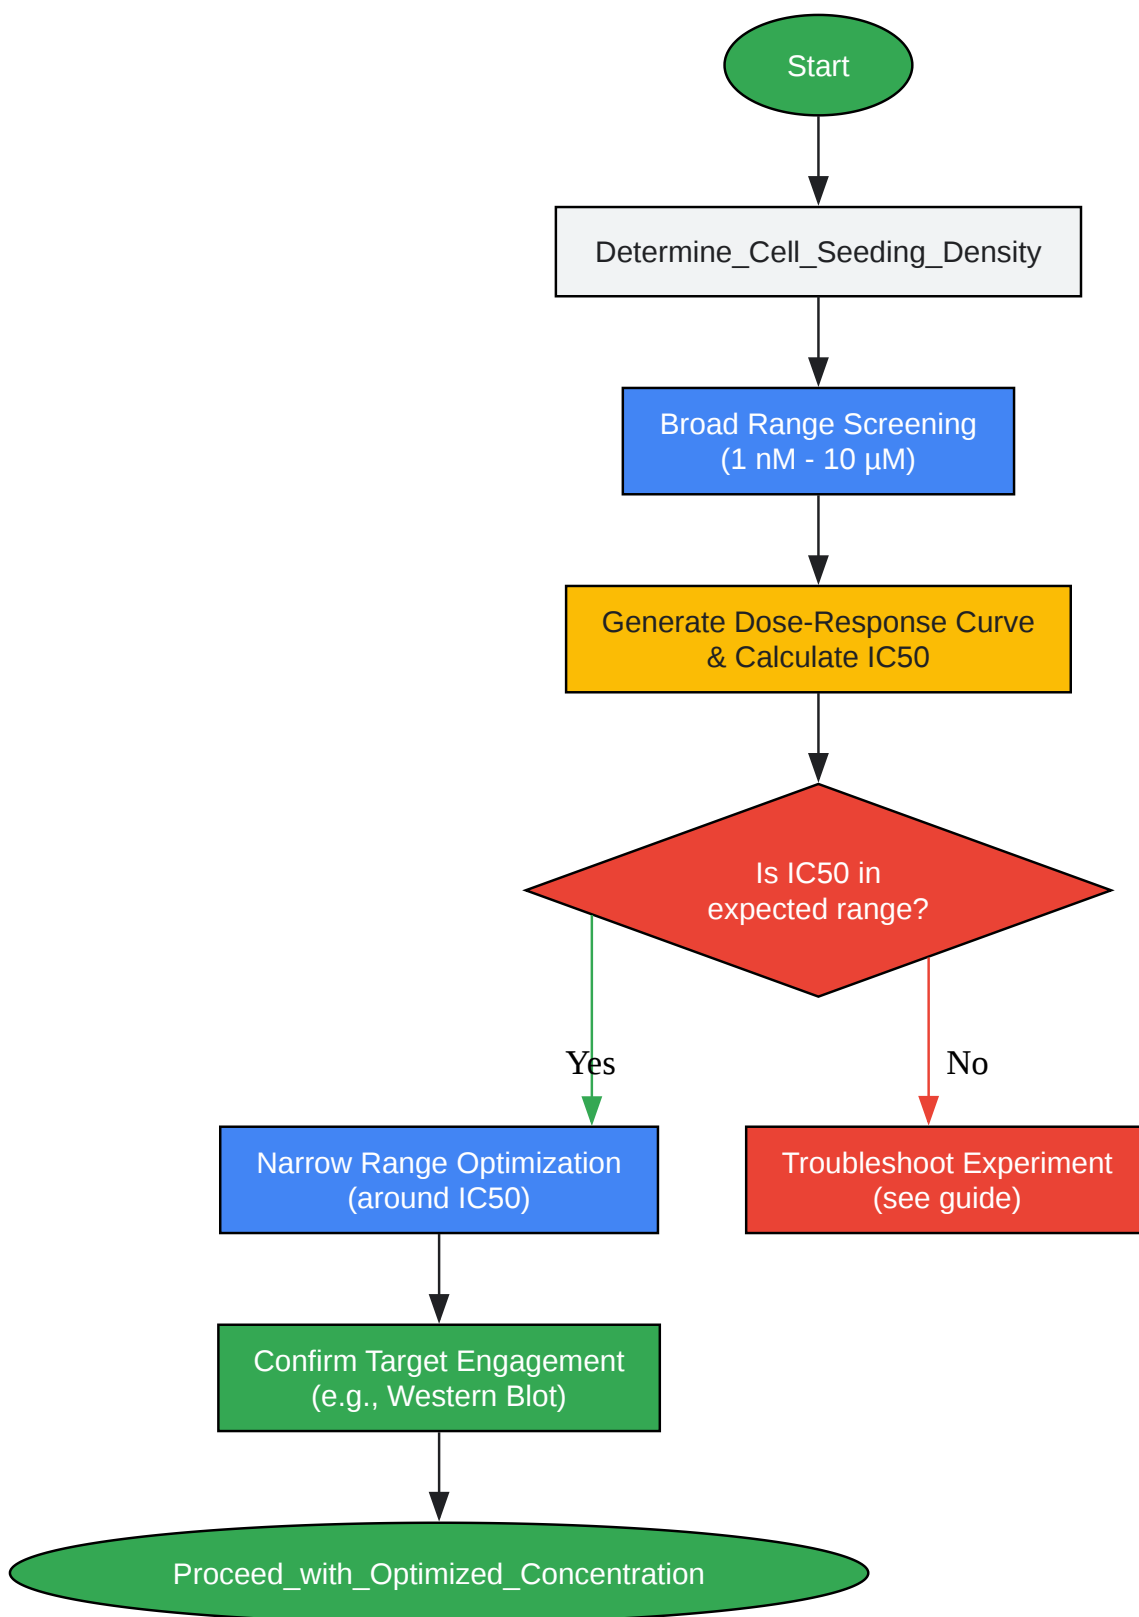 Start
Determine_Cell_Seeding_Density
Broad Range Screening
(1 nM - 10 µM)
Generate Dose-Response Curve
& Calculate IC50
Is IC50 in
expected range?
Yes
No
Narrow Range Optimization
(around IC50)
Troubleshoot Experiment
(see guide)
Confirm Target Engagement
(e.g., Western Blot)
Proceed_with_Optimized_Concentration